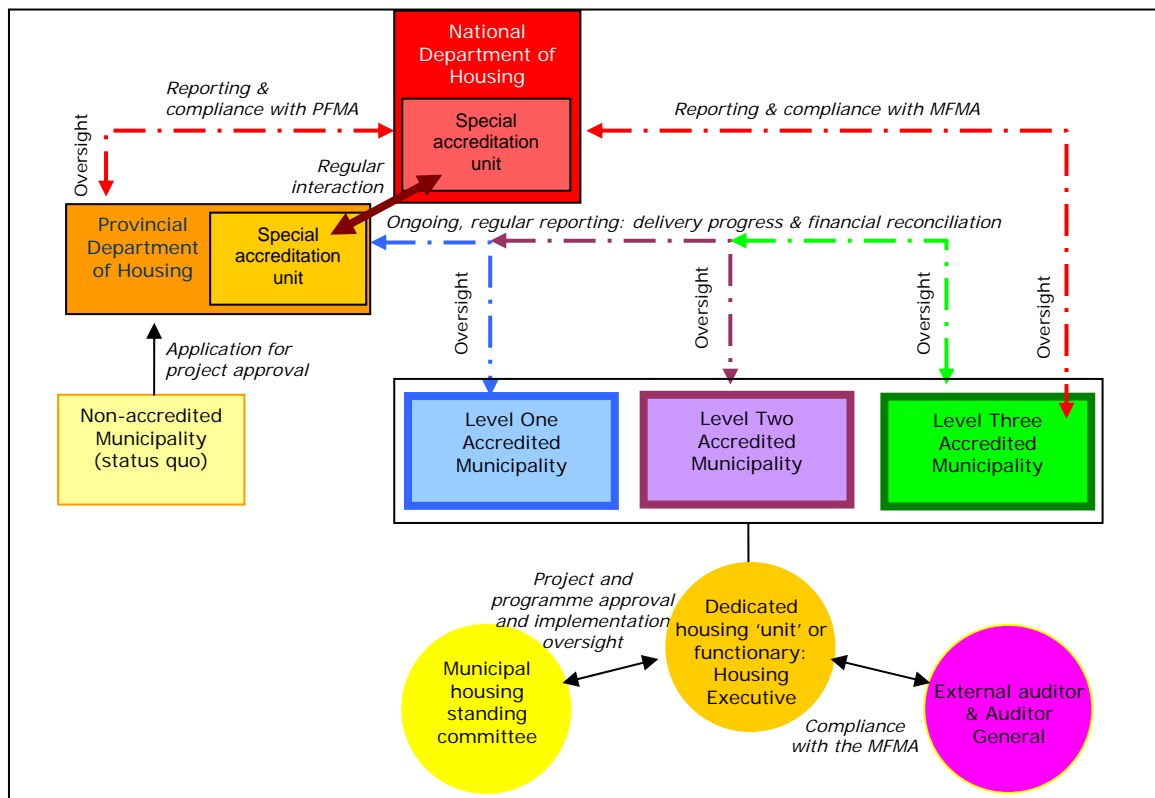 National
Department of
Housing
Special
accreditation
unit
Reporting &
compliance with PFMA
Reporting & compliance with MFMA
Oversight
Regular
interaction
Provincial
Department
of Housing
Special
accreditation
unit
Ongoing, regular reporting: delivery progress & financial reconciliation
Oversight
Oversight
Oversight
Oversight
Application for
project approval
Non-accredited
Municipality
(status quo)
Level One
Accredited
Municipality
Level Two
Accredited
Municipality
Level Three
Accredited
Municipality
Project and
programme approval
and implementation
oversight
Dedicated
housing ‘unit’ or
functionary:
Housing
Executive
Municipal
housing
standing
committee
External auditor
& Auditor
General
Compliance
with the MFMA